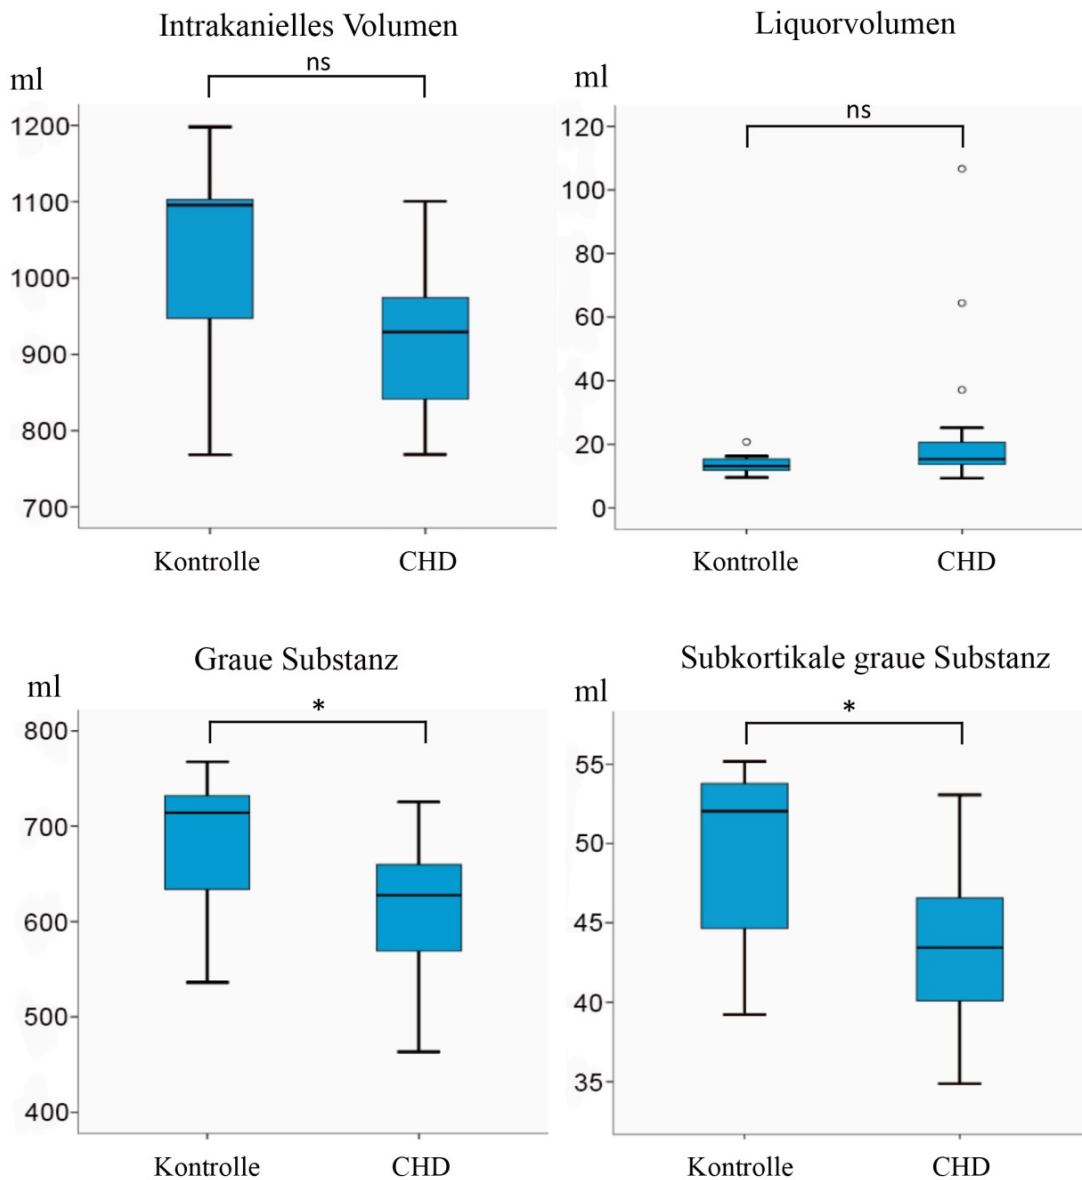 Intrakanielles Volumen
ml
ns
1200
1100
1000
900
800
700
Kontrolle CHD
Liquorvolumen
ml
ns
120
100
80
60
40
20
0
Kontrolle CHD
Graue Substanz
ml
*
800
700
600
500
400
Kontrolle CHD
Subkortikale graue Substanz
ml
*
55
50
45
40
35
Kontrolle CHD